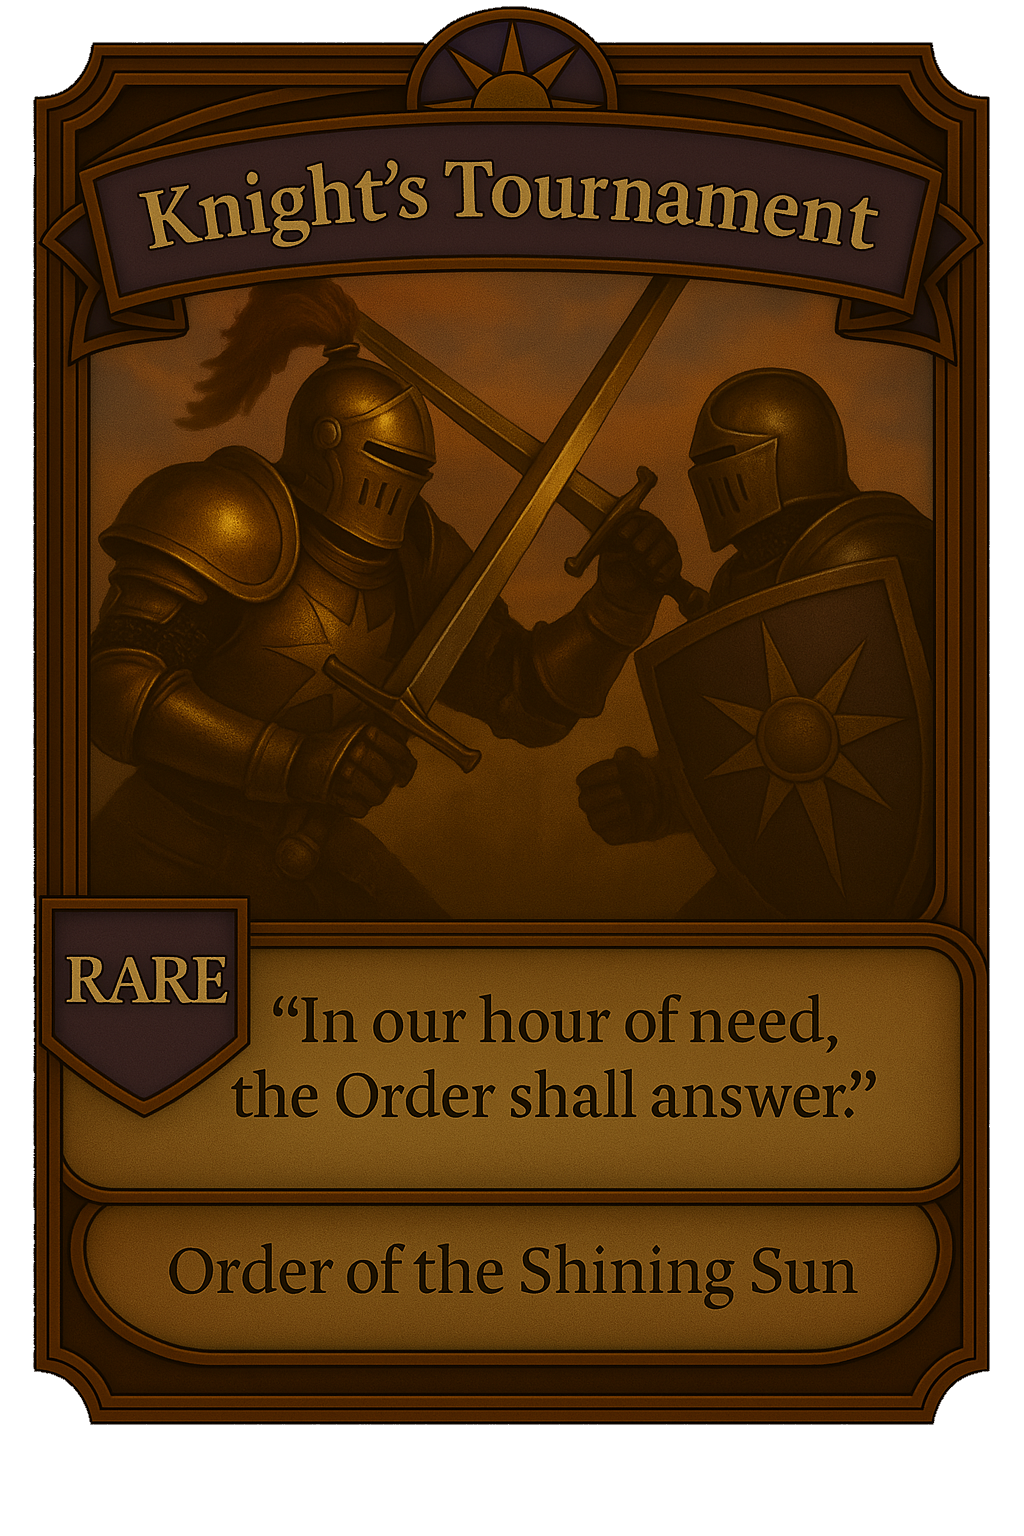 Knight’s Tournament
RARE
“In our hour of need,
the Order shall answer.”
Order of the Shining Sun